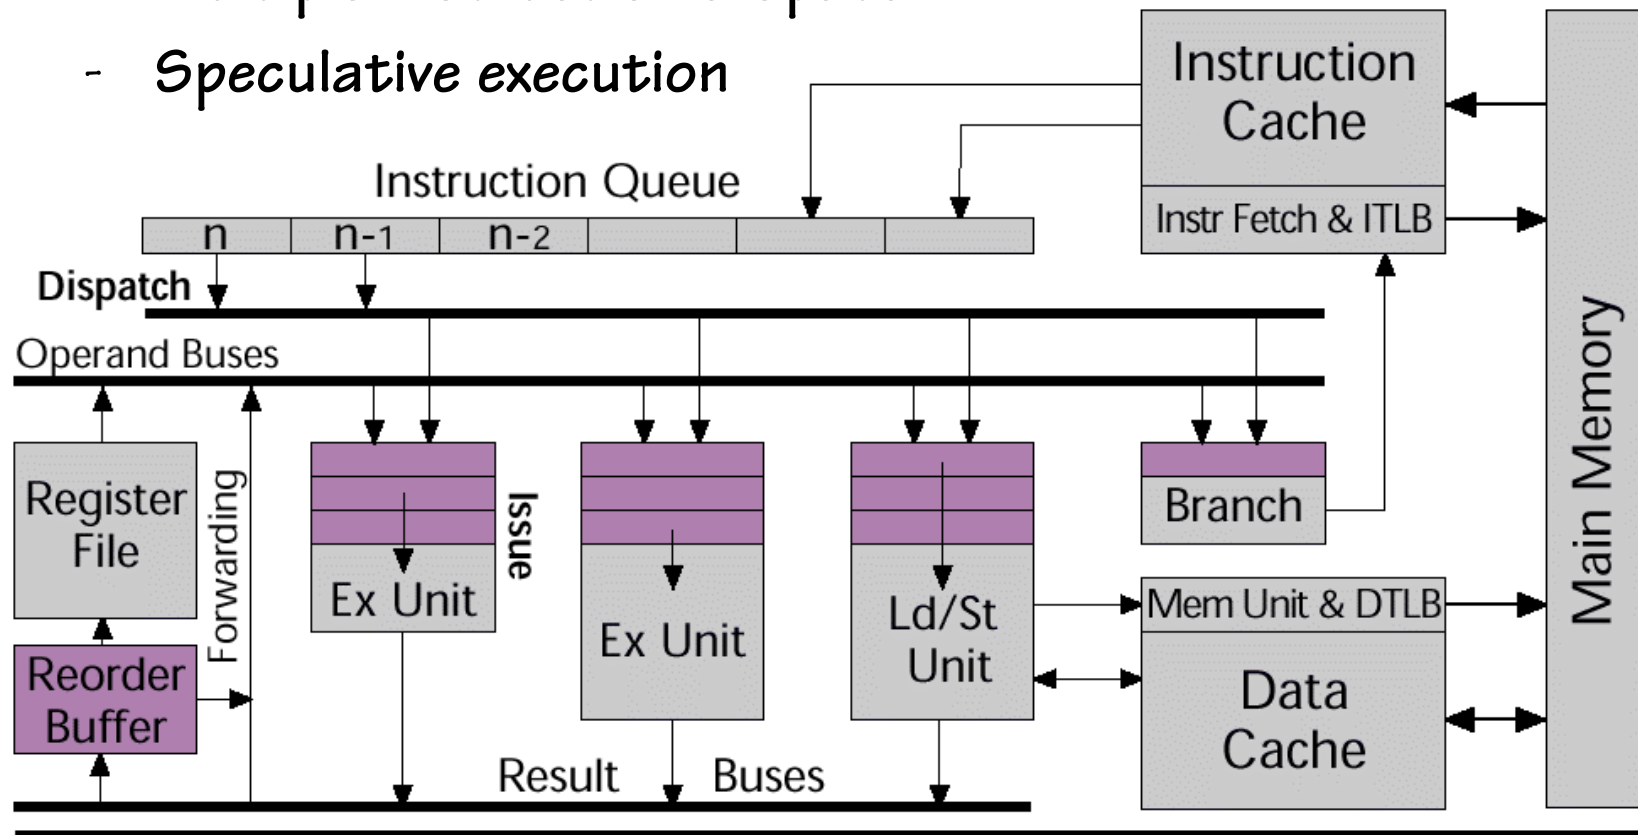 - Speculative execution
Instruction
Cache
Instr Fetch & ITLB
Instruction Queue
n n-1 n-2
Dispatch
Operand Buses
Register
File
Forwarding
Reorder
Buffer
Ex Unit
Issue
Ex Unit
Ld/St
Unit
Branch
Mem Unit & DTLB
Data
Cache
Main Memory
Result Buses